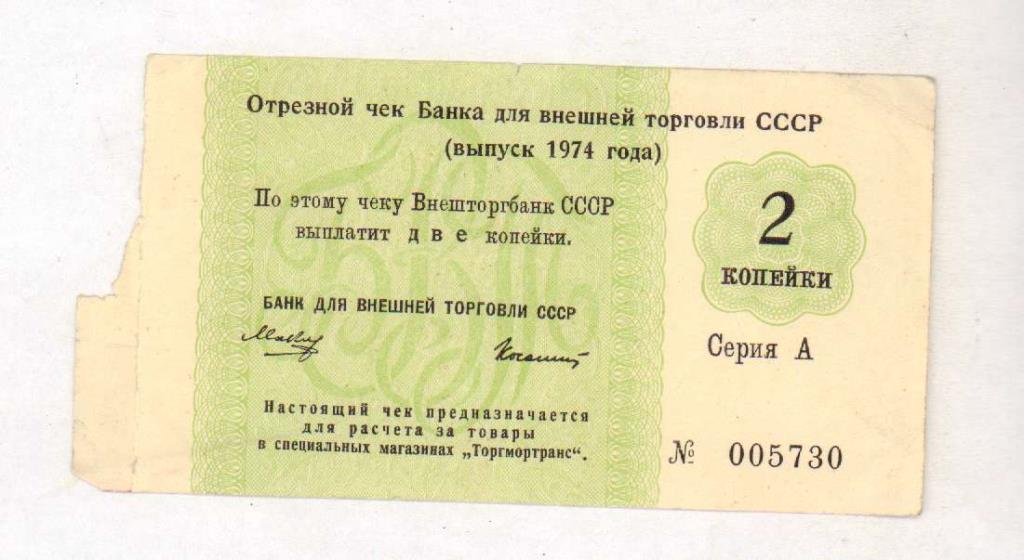 Отрезной чек Банка для внешней торговли СССР
(выпуск 1974 года)
По этому чеку Внешторгбанк СССР
выплатит две копейки.
2
КОПЕЙКИ
БАНК ДЛЯ ВНЕШНЕЙ ТОРГОВЛИ СССР
Серия А
Настоящий чек предназначается
для расчета за товары
в специальных магазинах „Торгмортранс“.
№ 005730